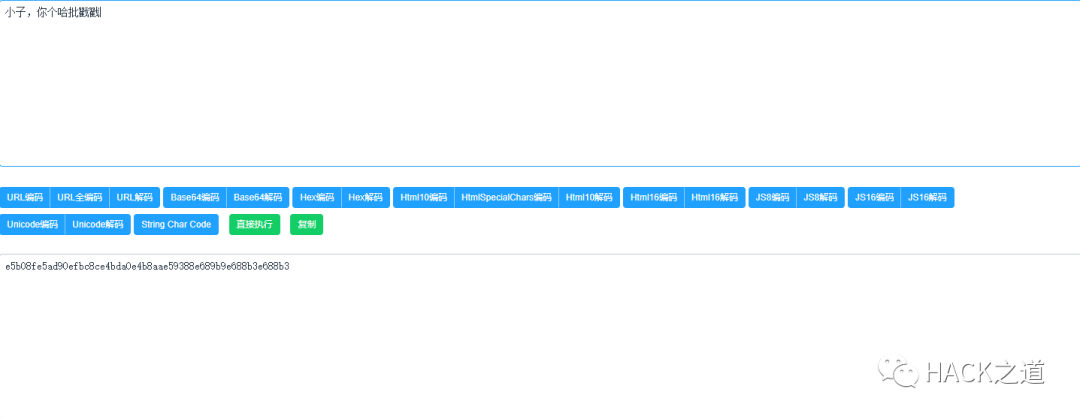 小子，你个哈批戳戳
URL编码 URL全编码 URL解码 Base64编码 Base64解码 Hex编码 Hex解码 Html10编码 HtmlSpecialChars编码 Html10解码 Html16编码 Html16解码 JS8编码 JS8解码 JS16编码 JS16解码
Unicode编码 Unicode解码 String Char Code 直接执行 复制
e5b08fe5ad90efbc8ce4bda0e4b8aae59388e689b9e688b3e688b3
HACK之道